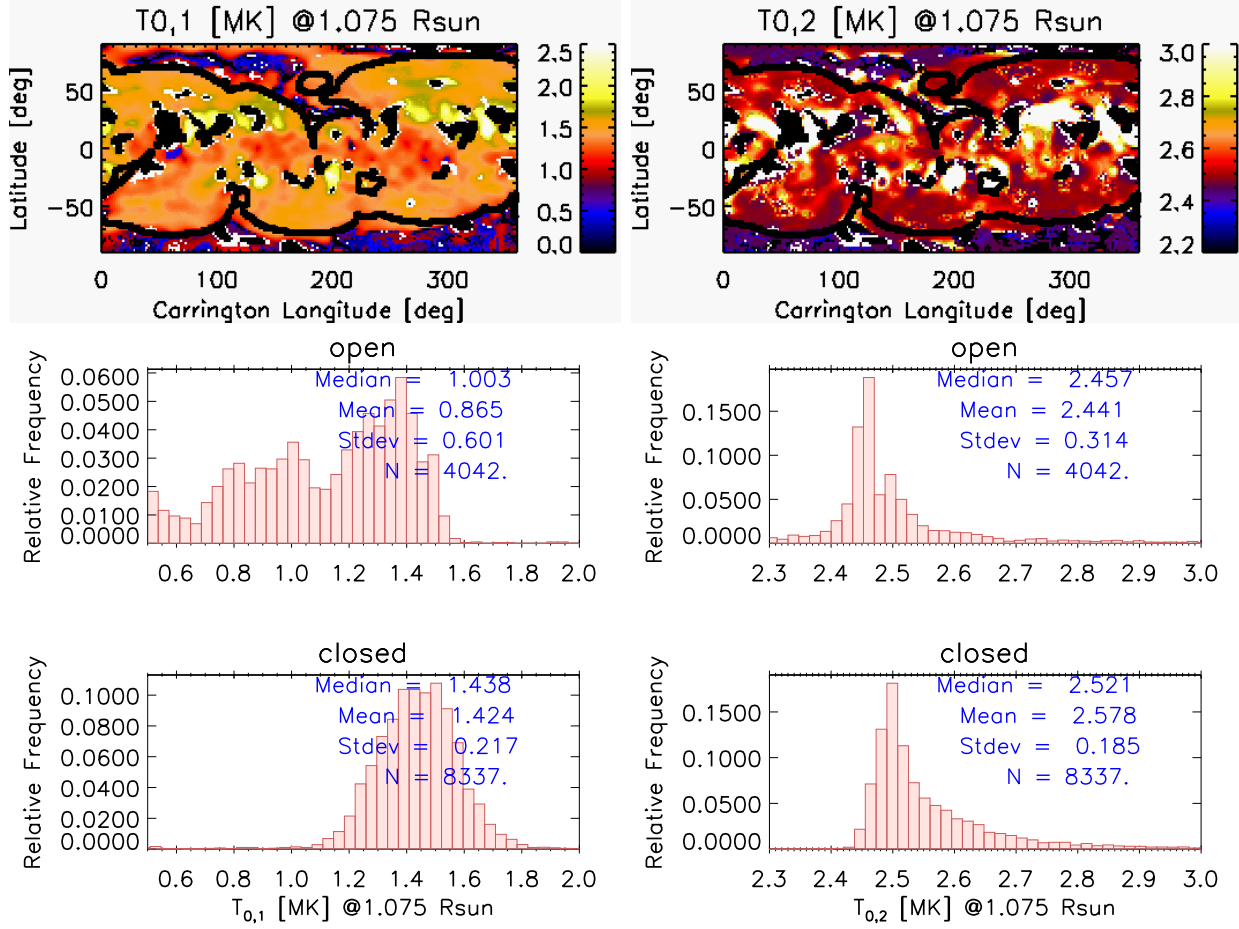 T0,1 [MK] @1.075 Rsun
Latitude [deg]
50
0
−50
0 100 200 300
Carrington Longitude [deg]
2.5
2.0
1.5
1.0
0.5
0.0
T0,2 [MK] @1.075 Rsun
Latitude [deg]
50
0
−50
0 100 200 300
Carrington Longitude [deg]
3.0
2.8
2.6
2.4
2.2
open
Relative Frequency
0.0600
0.0500
0.0400
0.0300
0.0200
0.0100
0.0000
Median = 1.003
Mean = 0.865
Stdev = 0.601
N = 4042.
0.6 0.8 1.0 1.2 1.4 1.6 1.8 2.0
open
Relative Frequency
0.1500
0.1000
0.0500
0.0000
Median = 2.457
Mean = 2.441
Stdev = 0.314
N = 4042.
2.3 2.4 2.5 2.6 2.7 2.8 2.9 3.0
closed
Relative Frequency
0.1000
0.0800
0.0600
0.0400
0.0200
0.0000
Median = 1.438
Mean = 1.424
Stdev = 0.217
N = 8337.
0.6 0.8 1.0 1.2 1.4 1.6 1.8 2.0
T0,1 [MK] @1.075 Rsun
closed
Relative Frequency
0.1500
0.1000
0.0500
0.0000
Median = 2.521
Mean = 2.578
Stdev = 0.185
N = 8337.
2.3 2.4 2.5 2.6 2.7 2.8 2.9 3.0
T0,2 [MK] @1.075 Rsun